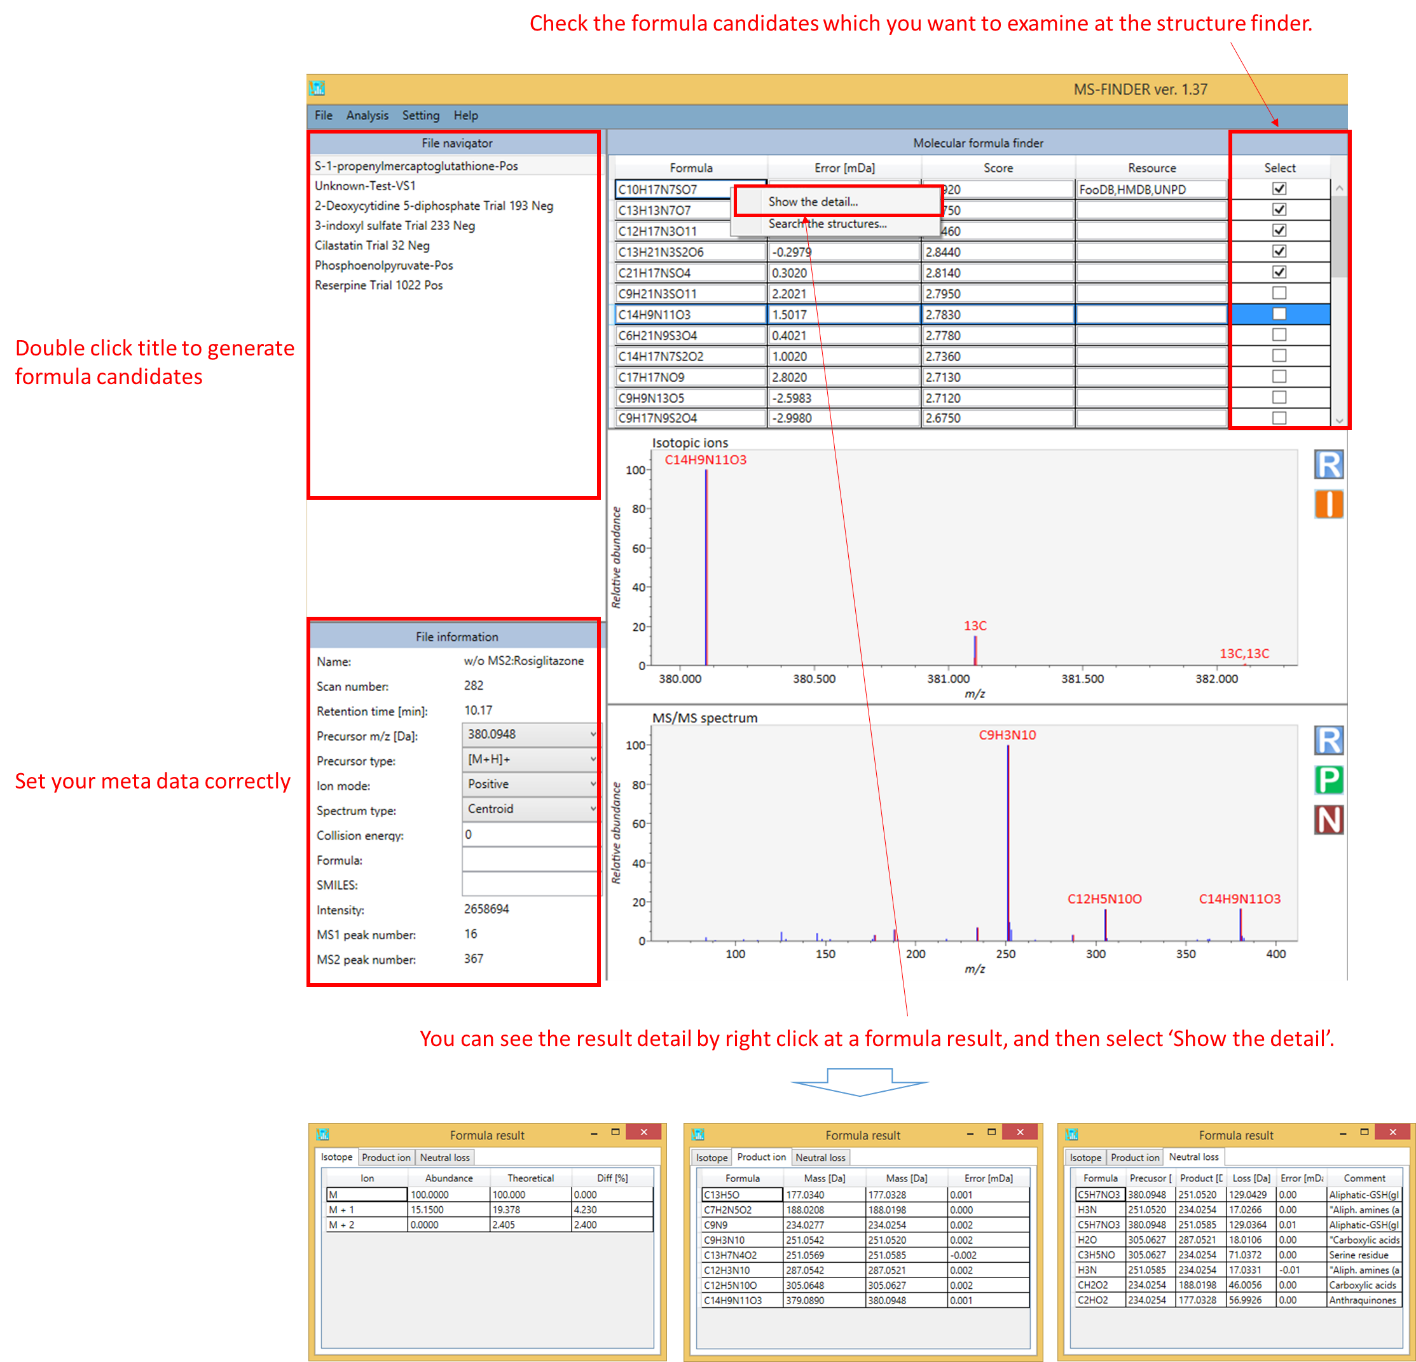 Check the formula candidates which you want to examine at the structure finder.
MS-FINDER ver. 1.37
File Analysis Setting Help
File navigator
S-1-propenylmercaptoglutathione-Pos
Unknown-Test-VS1
2-Deoxycytidine 5-diphosphate Trial 193 Neg
3-indoxyl sulfate Trial 233 Neg
Cilastatin Trial 32 Neg
Phosphoenolpyruvate-Pos
Reserpine Trial 1022 Pos
Molecular formula finder
Formula Error [mDa] Score Resource Select
C10H17N7SO7 920 FooDB,HMDB,UNPD
C13H13N7O7 750
C12H17N3O11 460
C13H21N3S2O6 -0.2979 2.8440
C21H17NSO4 0.3020 2.8140
C9H21N3SO11 2.2021 2.7950
C14H9N11O3 1.5017 2.7830
C6H21N9S3O4 0.4021 2.7780
C14H17N7S2O2 1.0020 2.7360
C17H17NO9 2.8020 2.7130
C9H9N13O5 -2.5983 2.7120
C9H17N9S2O4 -2.9980 2.6750
Show the detail...
Search the structures...
Double click title to generate
formula candidates
Isotopic ions
C14H9N11O3
13C
13C,13C
R
I
Relative abundance
100
80
60
40
20
0
380.000 380.500 381.000 381.500 382.000
m/z
File information
Name: w/o MS2:Rosiglitazone
Scan number: 282
Retention time [min]: 10.17
Precursor m/z [Da]: 380.0948
Precursor type: [M+H]+
Ion mode: Positive
Spectrum type: Centroid
Collision energy: 0
Formula:
SMILES:
Intensity: 2658694
MS1 peak number: 16
MS2 peak number: 367
Set your meta data correctly
MS/MS spectrum
C9H3N10
C12H5N10O
C14H9N11O3
R
P
N
Relative abundance
100
80
60
40
20
0
100 150 200 250 300 350 400
m/z
You can see the result detail by right click at a formula result, and then select ‘Show the detail’.
Formula result
Isotope Product ion Neutral loss
Ion Abundance Theoretical Diff [%]
M 100.0000 100.000 0.000
M + 1 15.1500 19.378 4.230
M + 2 0.0000 2.405 2.400
Formula result
Isotope Product ion Neutral loss
Formula Mass [Da] Mass [Da] Error [mDa]
C13H5O 177.0340 177.0328 0.001
C7H2N5O2 188.0208 188.0198 0.000
C9N9 234.0277 234.0254 0.002
C9H3N10 251.0542 251.0520 0.002
C13H7N4O2 251.0569 251.0585 -0.002
C12H3N10 287.0542 287.0521 0.002
C12H5N10O 305.0648 305.0627 0.002
C14H9N11O3 379.0890 380.0948 0.001
Formula result
Isotope Product ion Neutral loss
Formula Precusor [ Product [D Loss [Da] Error [mDa Comment
C5H7NO3 380.0948 251.0520 129.0429 0.00 Aliphatic-GSH(gl
H3N 251.0520 234.0254 17.0266 0.00 "Aliph. amines (a
C5H7NO3 380.0948 251.0585 129.0364 0.01 Aliphatic-GSH(gl
H2O 305.0627 287.0521 18.0106 0.00 "Carboxylic acids
C3H5NO 305.0627 234.0254 71.0372 0.00 Serine residue
H3N 251.0585 234.0254 17.0331 -0.01 "Aliph. amines (a
CH2O2 234.0254 188.0198 46.0056 0.00 Carboxylic acids
C2HO2 234.0254 177.0328 56.9926 0.00 Anthraquinones